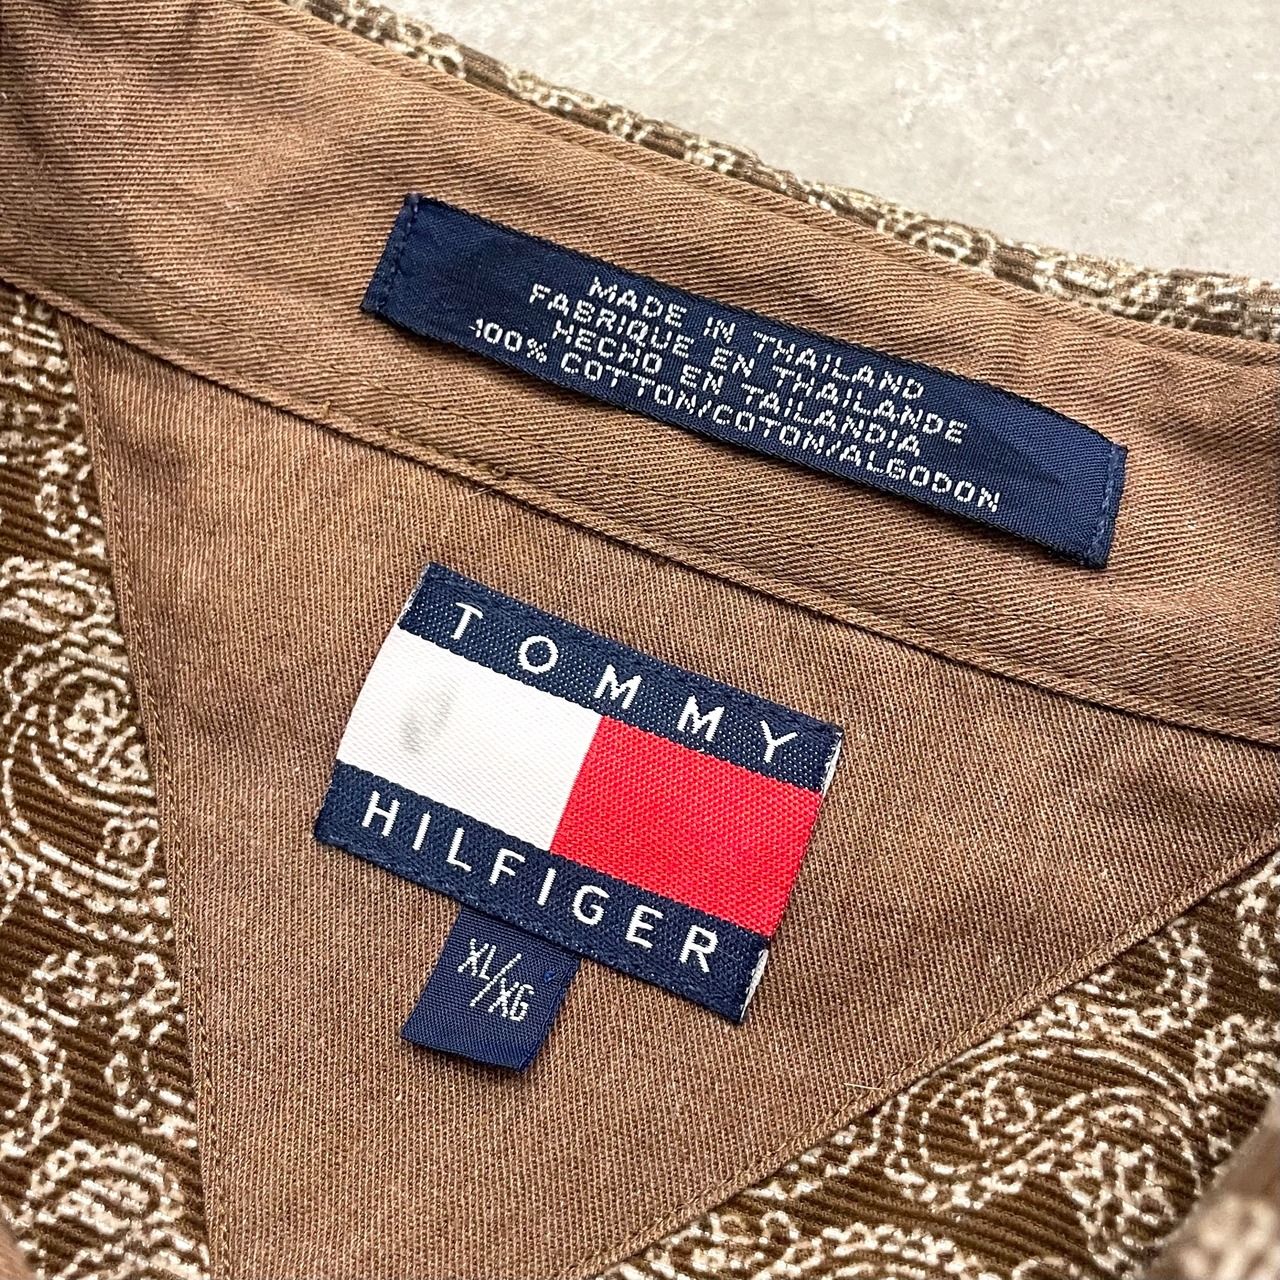 MADE IN THAILAND
FABRIQUE EN THAILANDE
HECHO EN TAILANDIA
100% COTTON/COTON/ALGODON
TOMMY
HILFIGER
XL/XG